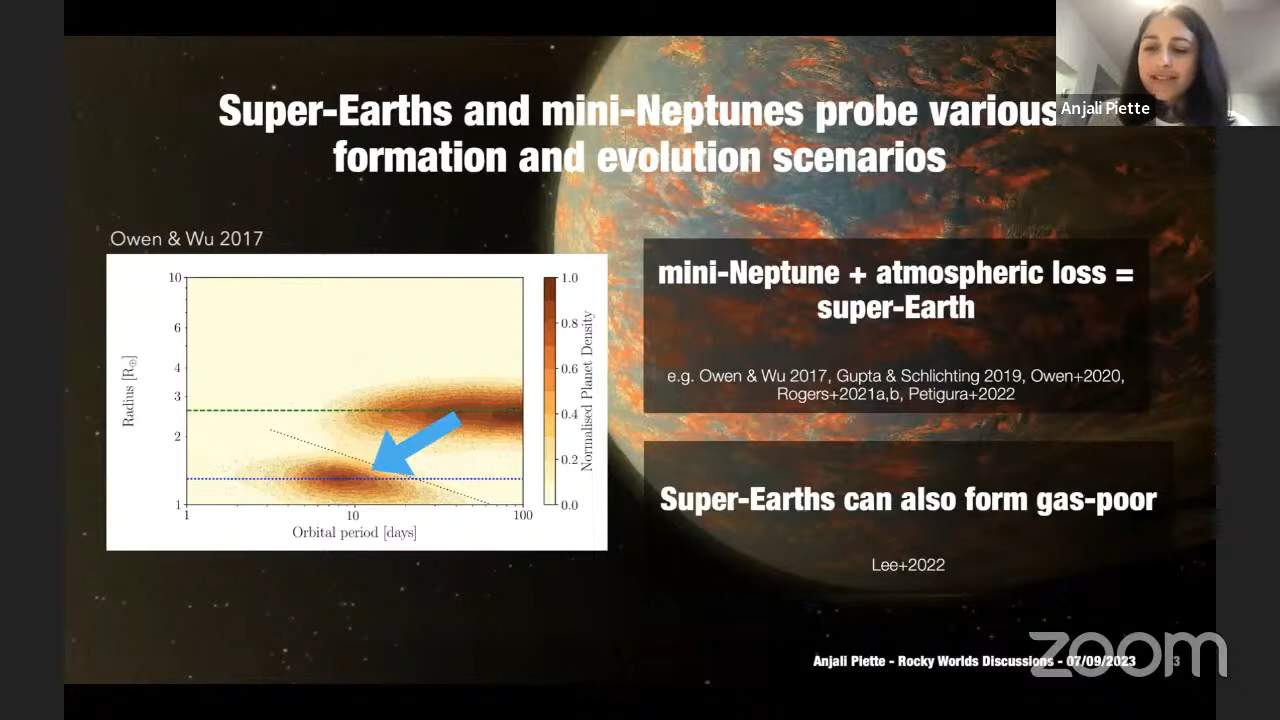 Anjali Piette
Super-Earths and mini-Neptunes probe various
formation and evolution scenarios
Owen & Wu 2017
10
6
4
3
2
1
Radius [R⊕]
1
10
100
Orbital period [days]
1.0
0.8
0.6
0.4
0.2
0.0
Normalised Planet Density
mini-Neptune + atmospheric loss =
super-Earth
e.g. Owen & Wu 2017, Gupta & Schlichting 2019, Owen+2020,
Rogers+2021a,b, Petigura+2022
Super-Earths can also form gas-poor
Lee+2022
Anjali Piette - Rocky Worlds Discussions - 07/09/2023
3
zoom